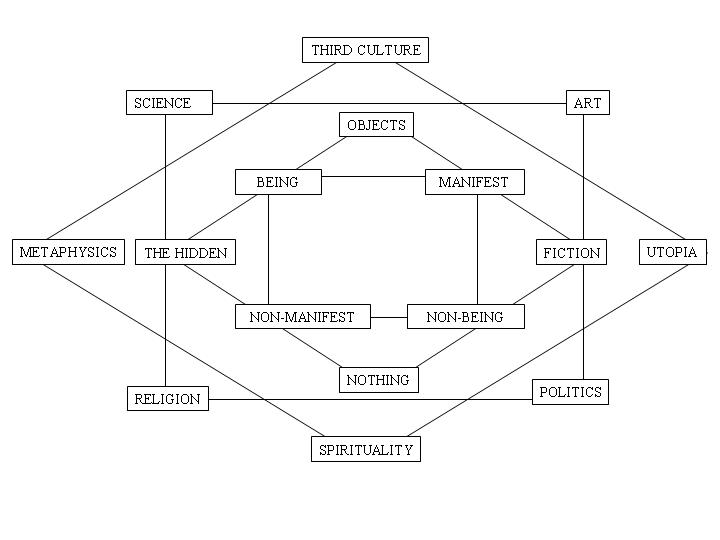 THIRD CULTURE
SCIENCE
ART
OBJECTS
BEING
MANIFEST
METAPHYSICS
THE HIDDEN
FICTION
UTOPIA
NON-MANIFEST
NON-BEING
NOTHING
RELIGION
POLITICS
SPIRITUALITY